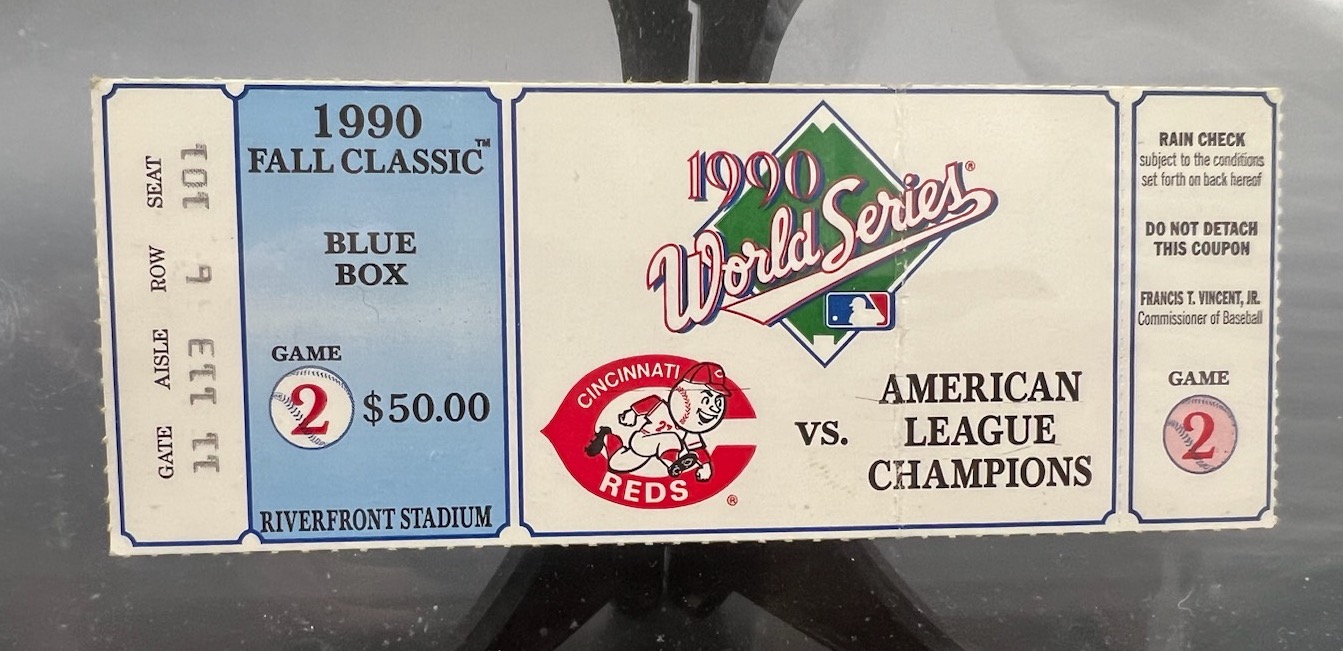 GATE AISLE ROW SEAT
11 113 6 101
1990
FALL CLASSIC™
BLUE
BOX
GAME
2 $50.00
RIVERFRONT STADIUM
1990
World Series®
CINCINNATI
REDS ®
vs.
AMERICAN
LEAGUE
CHAMPIONS
RAIN CHECK
subject to the conditions
set forth on back hereof
DO NOT DETACH
THIS COUPON
FRANCIS T. VINCENT, JR.
Commissioner of Baseball
GAME
2